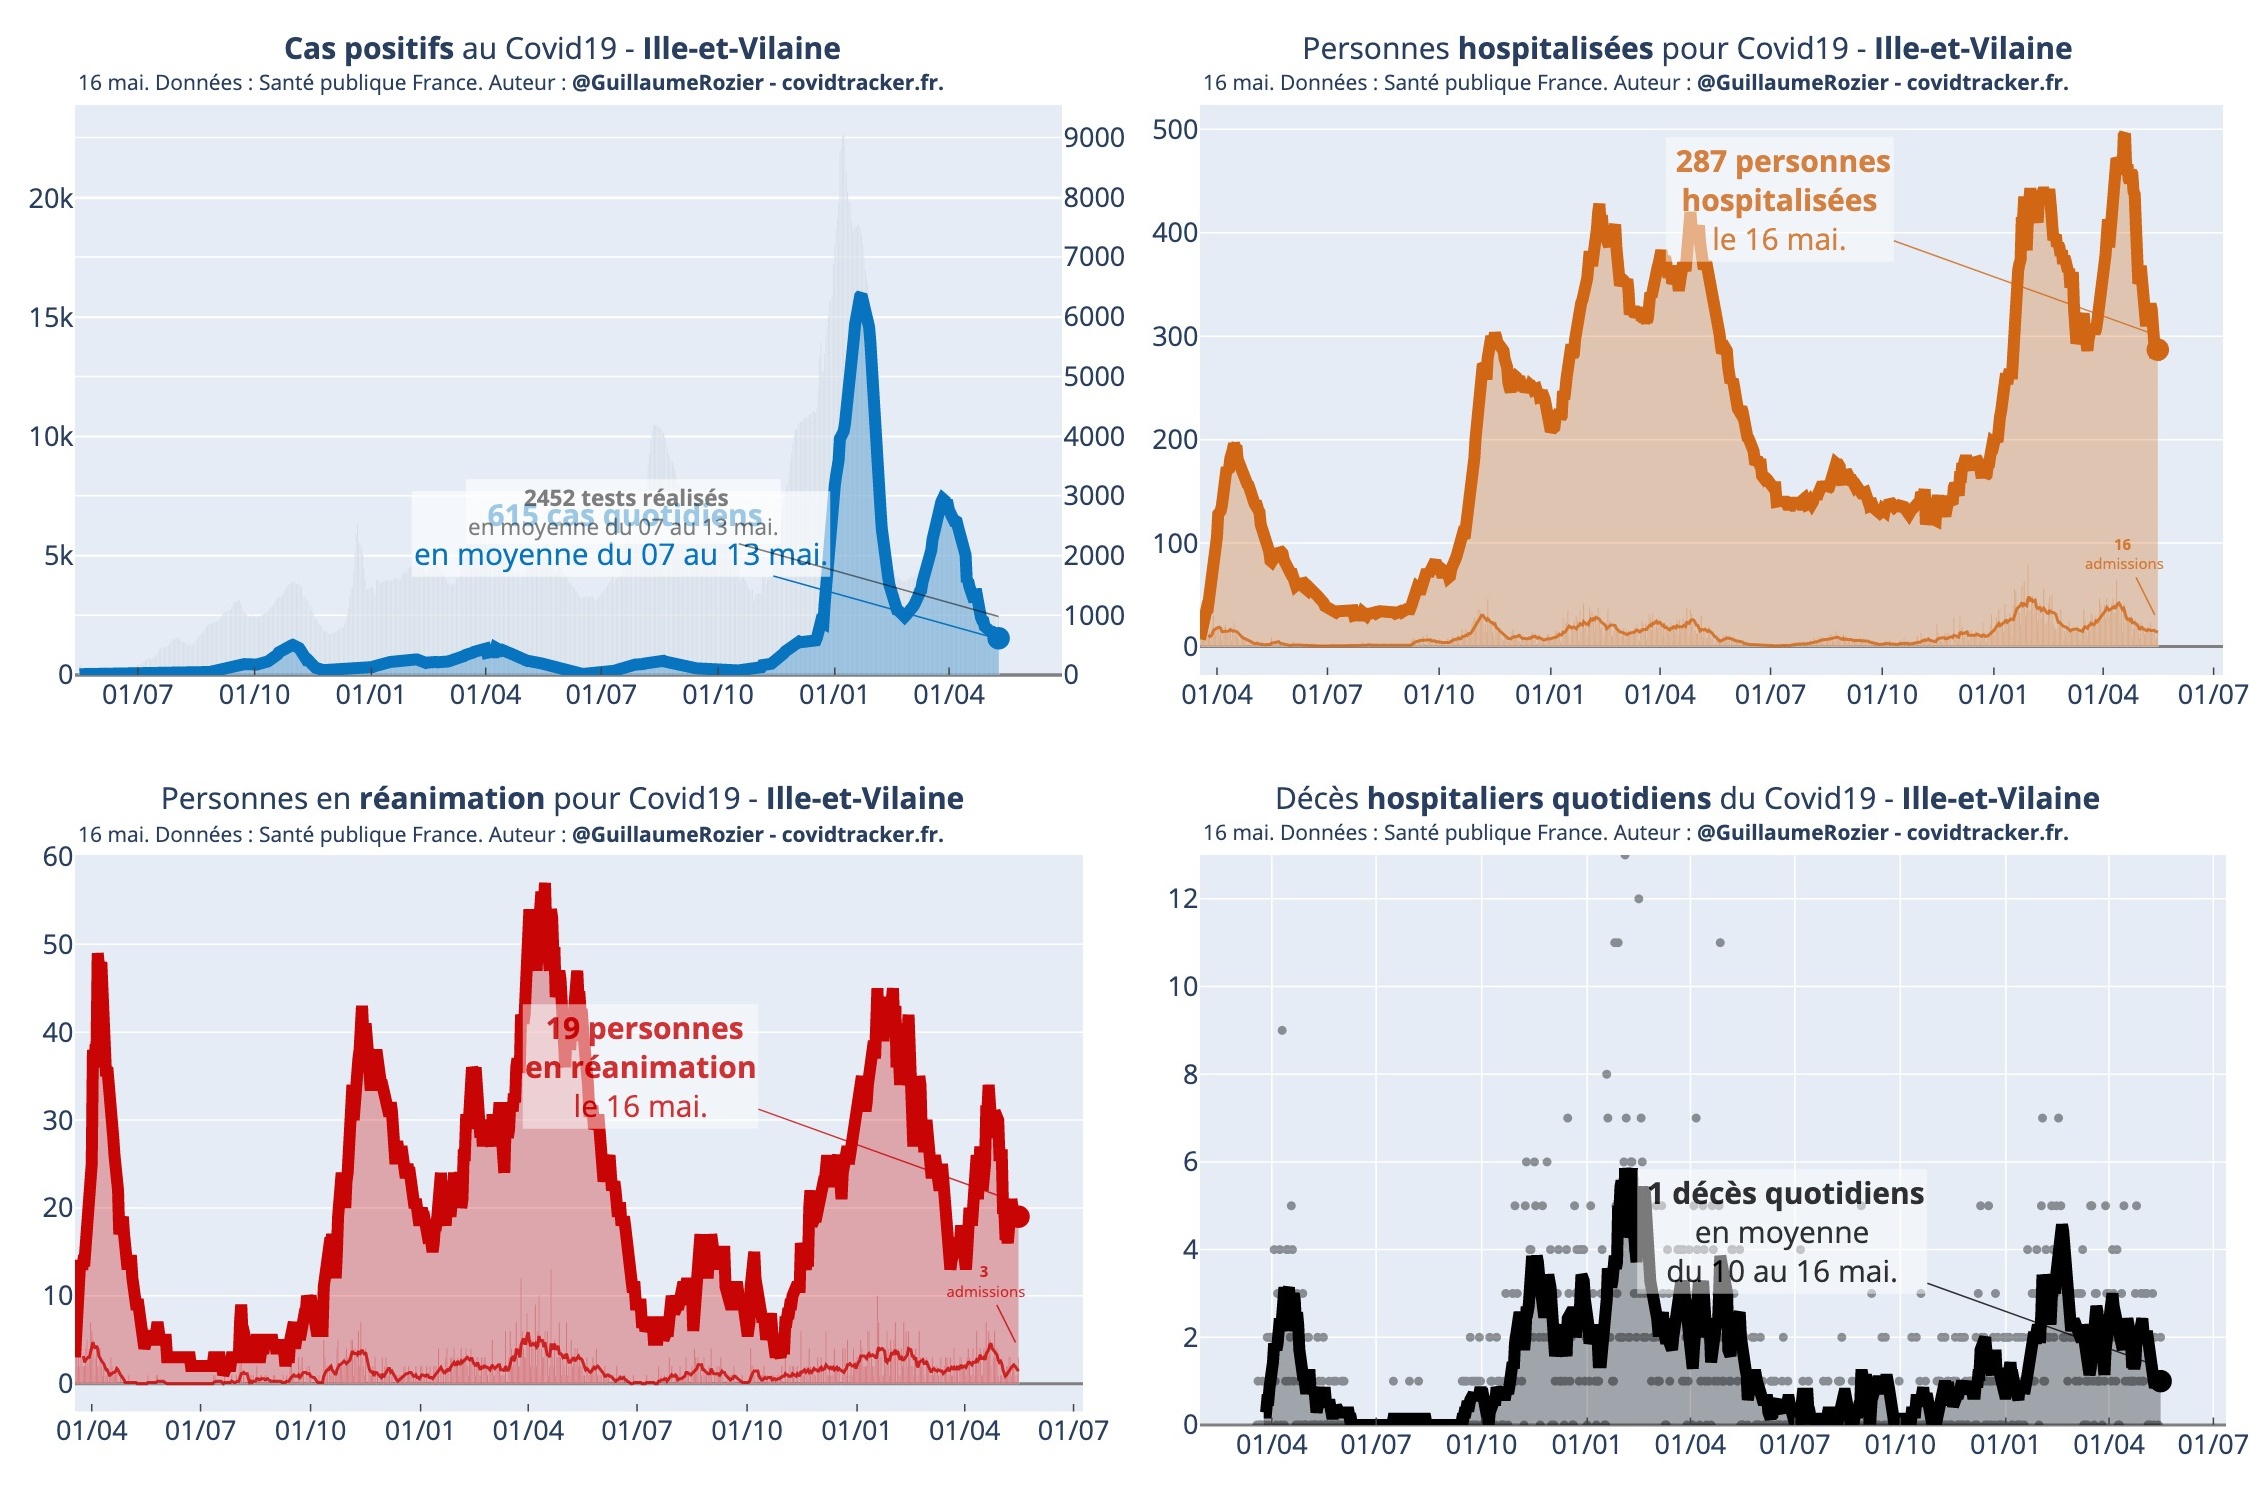 Cas positifs au Covid19 - Ille-et-Vilaine
16 mai. Données : Santé publique France. Auteur : @GuillaumeRozier - covidtracker.fr.
9000
20k
8000
7000
15k
6000
5000
10k
4000
3000
2452 tests réalisés
615 cas quotidiens
en moyenne du 07 au 13 mai.
en moyenne du 07 au 13 mai.
5k
2000
1000
0
0
01/07 01/10 01/01 01/04 01/07 01/10 01/01 01/04
Personnes hospitalisées pour Covid19 - Ille-et-Vilaine
16 mai. Données : Santé publique France. Auteur : @GuillaumeRozier - covidtracker.fr.
500
287 personnes
hospitalisées
le 16 mai.
400
300
200
100
16
admissions
0
01/04 01/07 01/10 01/01 01/04 01/07 01/10 01/01 01/04 01/07
Personnes en réanimation pour Covid19 - Ille-et-Vilaine
16 mai. Données : Santé publique France. Auteur : @GuillaumeRozier - covidtracker.fr.
60
50
40
19 personnes
en réanimation
le 16 mai.
30
20
10
3
admissions
0
01/04 01/07 01/10 01/01 01/04 01/07 01/10 01/01 01/04 01/07
Décès hospitaliers quotidiens du Covid19 - Ille-et-Vilaine
16 mai. Données : Santé publique France. Auteur : @GuillaumeRozier - covidtracker.fr.
12
10
8
6
1 décès quotidiens
en moyenne
du 10 au 16 mai.
4
2
0
01/04 01/07 01/10 01/01 01/04 01/07 01/10 01/01 01/04 01/07